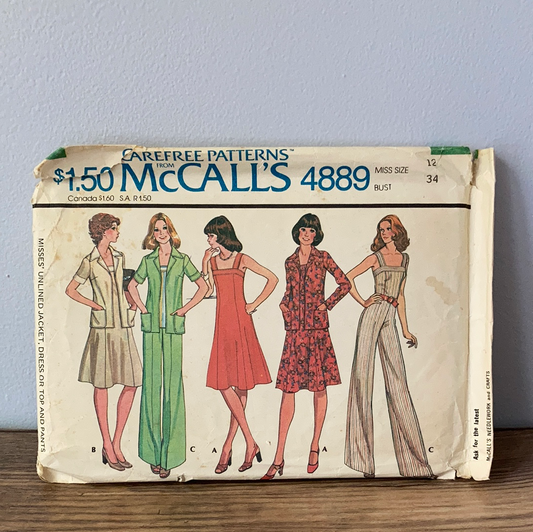 CAREFREE PATTERNS™
FROM
$1.50 McCALL'S 4889 MISS SIZE 12
BUST 34
Canada $1.60 S.A. R1.50
MISSES' UNLINED JACKET, DRESS OR TOP AND PANTS
B C A A C
Ask for the latest
McCALL'S NEEDLEWORK and CRAFTS